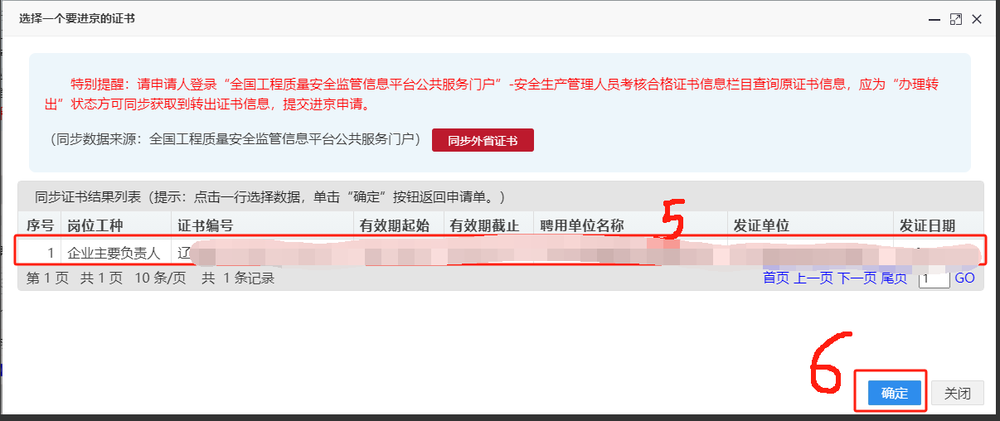 选择一个要进京的证书
特别提醒：请申请人登录“全国工程质量安全监管信息平台公共服务门户”-安全生产管理人员考核合格证书信息栏目查询原证书信息，应为“办理转
出”状态方可同步获取到转出证书信息，提交进京申请。
（同步数据来源：全国工程质量安全监管信息平台公共服务门户） 同步外省证书
同步证书结果列表（提示：点击一行选择数据，单击“确定”按钮返回申请单。）
序号 岗位工种 证书编号 有效期起始 有效期截止 聘用单位名称 发证单位 发证日期
5
1 企业主要负责人 辽
第 1 页 共 1 页 10 条/页 共 1 条记录 首页 上一页 下一页 尾页 1 GO
6
确定 关闭